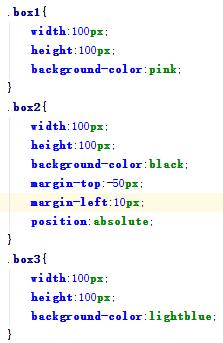 .box1{
width:100px;
height:100px;
background-color:pink;
}
.box2{
width:100px;
height:100px;
background-color:black;
margin-top:-50px;
margin-left:10px;
position:absolute;
}
.box3{
width:100px;
height:100px;
background-color:lightblue;
}